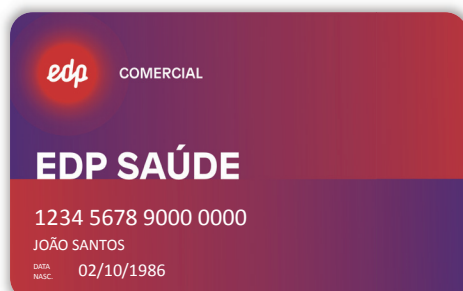 edp COMERCIAL
EDP SAÚDE
1234 5678 9000 0000
JOÃO SANTOS
DATA NASC. 02/10/1986